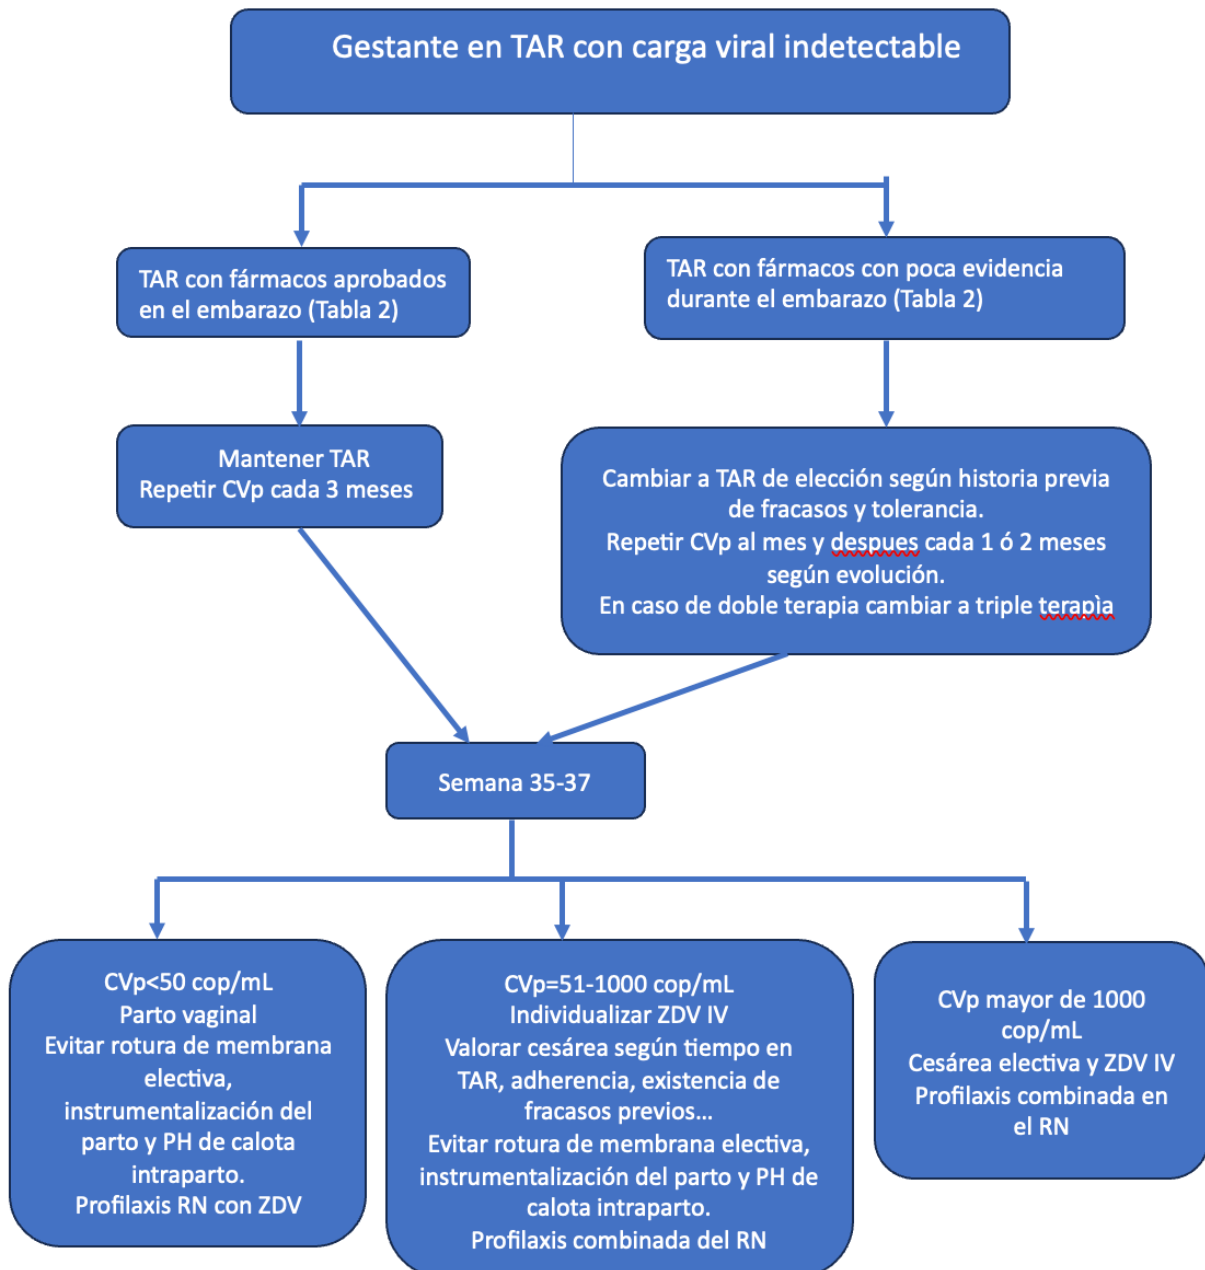 Gestante en TAR con carga viral indetectable
TAR con fármacos aprobados
en el embarazo (Tabla 2)
TAR con fármacos con poca evidencia
durante el embarazo (Tabla 2)
Mantener TAR
Repetir CVp cada 3 meses
Cambiar a TAR de elección según historia previa
de fracasos y tolerancia.
Repetir CVp al mes y despues cada 1 ó 2 meses
según evolución.
En caso de doble terapia cambiar a triple terapìa
Semana 35-37
CVp<50 cop/mL
Parto vaginal
Evitar rotura de membrana
electiva,
instrumentalización del
parto y PH de calota
intraparto.
Profilaxis RN con ZDV
CVp=51-1000 cop/mL
Individualizar ZDV IV
Valorar cesárea según tiempo en
TAR, adherencia, existencia de
fracasos previos...
Evitar rotura de membrana electiva,
instrumentalización del parto y PH de
calota intraparto.
Profilaxis combinada del RN
CVp mayor de 1000
cop/mL
Cesárea electiva y ZDV IV
Profilaxis combinada en
el RN